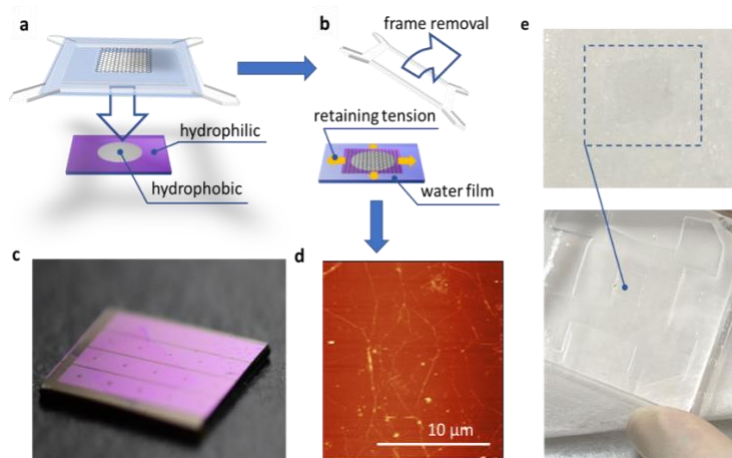 a
b
frame removal
e
retaining tension
hydrophilic
hydrophobic
water film
c
d
10 μm